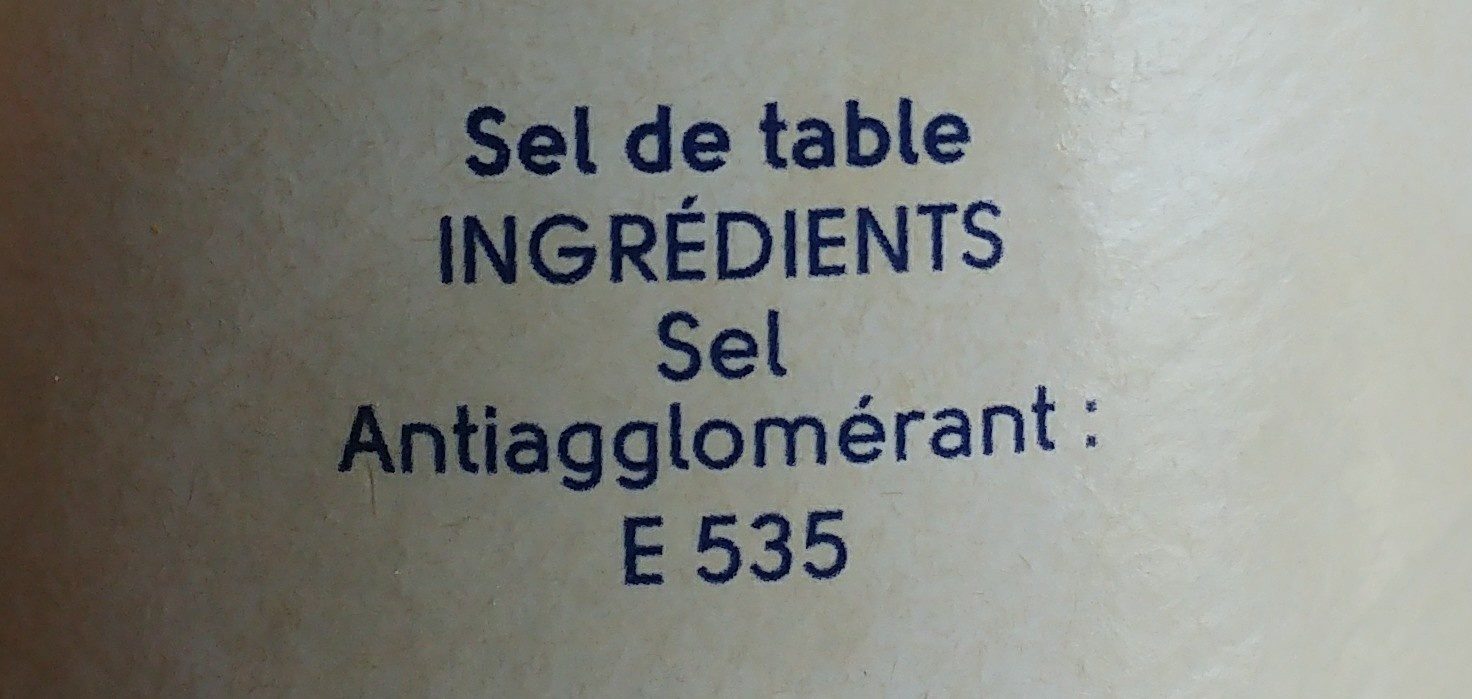 Sel de table
INGRÉDIENTS
Sel
Antiagglomérant :
E 535